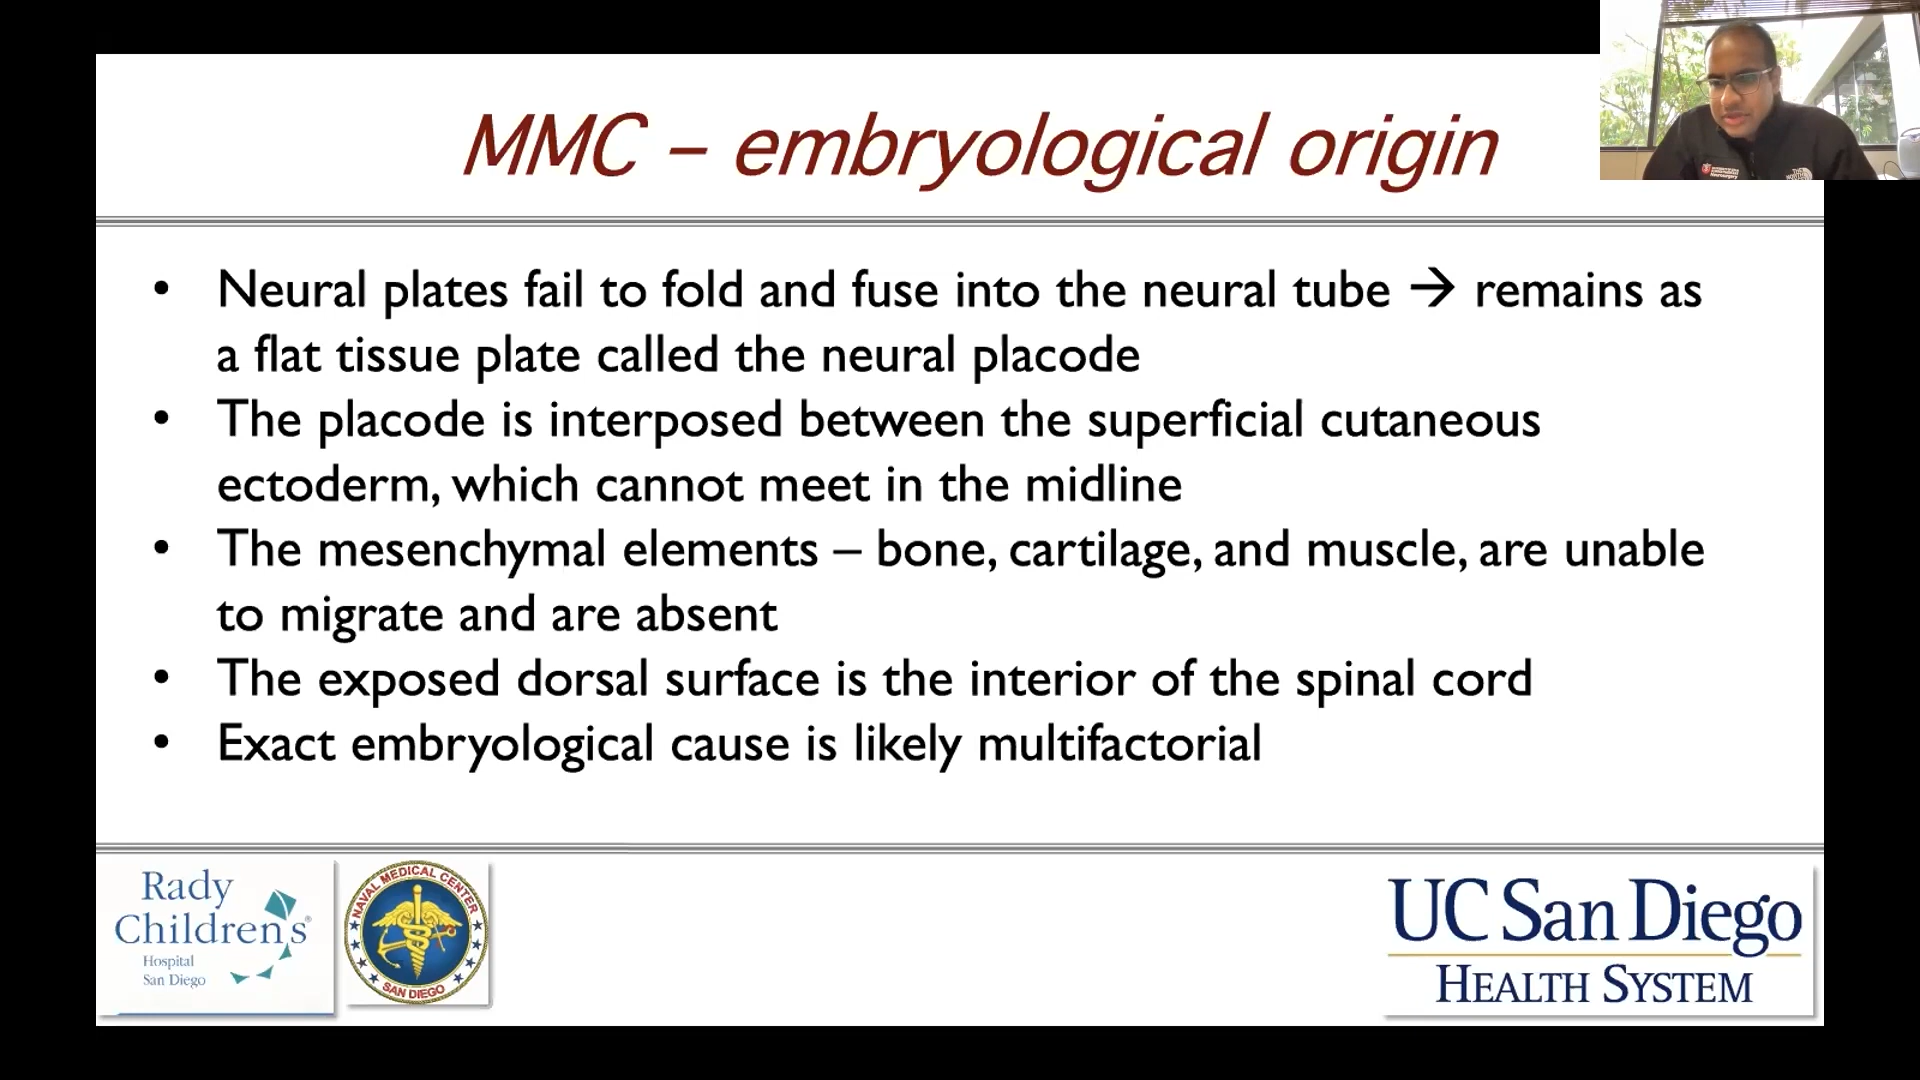 MMC – embryological origin
• Neural plates fail to fold and fuse into the neural tube → remains as
a flat tissue plate called the neural placode
• The placode is interposed between the superficial cutaneous
ectoderm, which cannot meet in the midline
• The mesenchymal elements – bone, cartilage, and muscle, are unable
to migrate and are absent
• The exposed dorsal surface is the interior of the spinal cord
• Exact embryological cause is likely multifactorial
Rady
Children's®
Hospital
San Diego
NAVAL MEDICAL CENTER
SAN DIEGO
UC San Diego
HEALTH SYSTEM